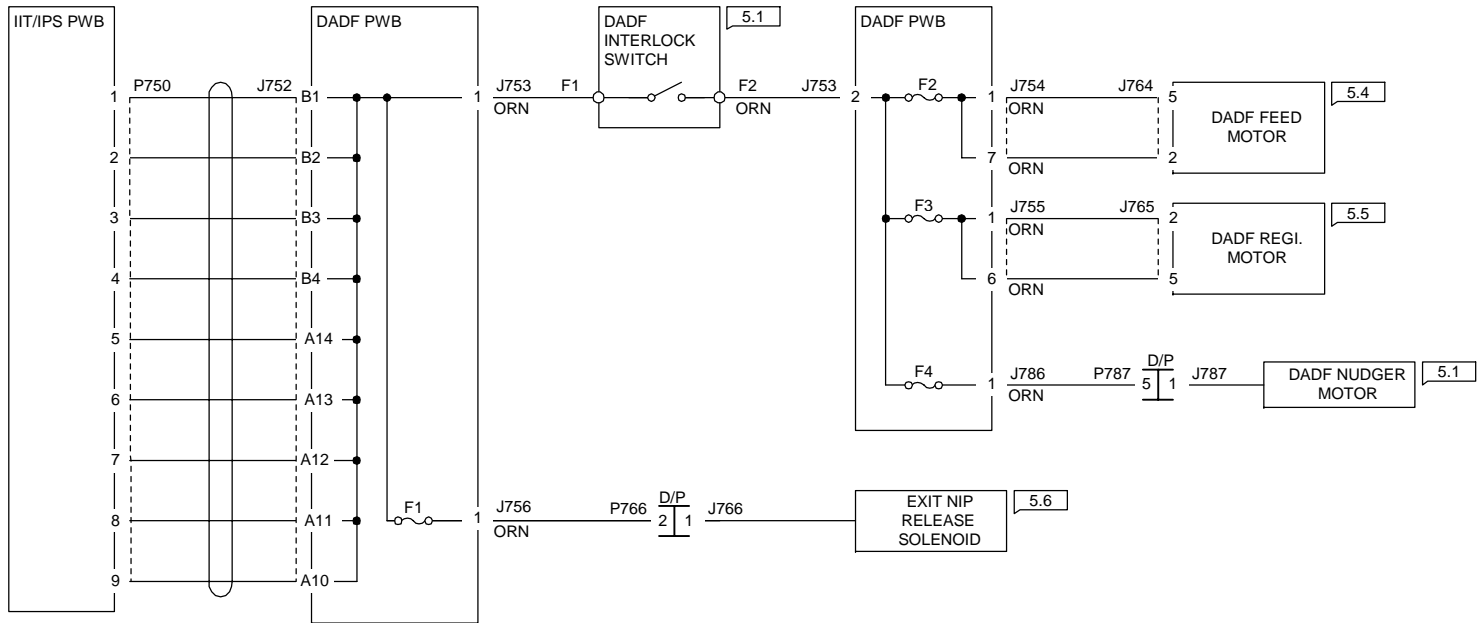 IIT/IPS PWB
DADF PWB
DADF
INTERLOCK
SWITCH
5.1
DADF PWB
1 P750 J752 B1 1 J753 F1 F2 J753 2 F2 1 J754 J764 5
ORN ORN ORN
DADF FEED
MOTOR
5.4
2 B2 7 2
ORN
3 B3 F3 1 J755 J765 2
ORN
DADF REGI.
MOTOR
5.5
4 B4 6 5
ORN
5 A14
F4 1 J786 P787 D/P 5 1 J787
ORN
DADF NUDGER
MOTOR
5.1
6 A13
7 A12
8 A11 F1 1 J756 P766 D/P 2 1 J766
ORN
EXIT NIP
RELEASE
SOLENOID
5.6
9 A10